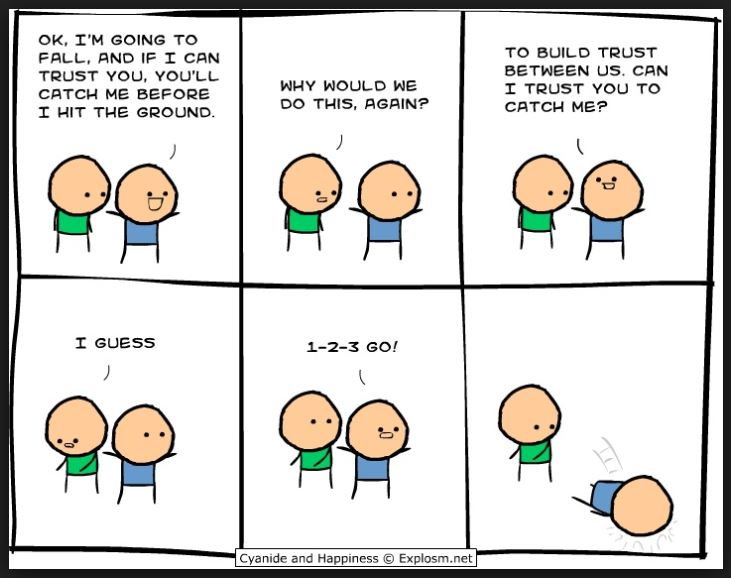 OK, I'M GOING TO
FALL, AND IF I CAN
TRUST YOU, YOU'LL
CATCH ME BEFORE
I HIT THE GROUND.
WHY WOULD WE
DO THIS, AGAIN?
TO BUILD TRUST
BETWEEN US. CAN
I TRUST YOU TO
CATCH ME?
I GUESS
1-2-3 GO!
Cyanide and Happiness © Explosm.net